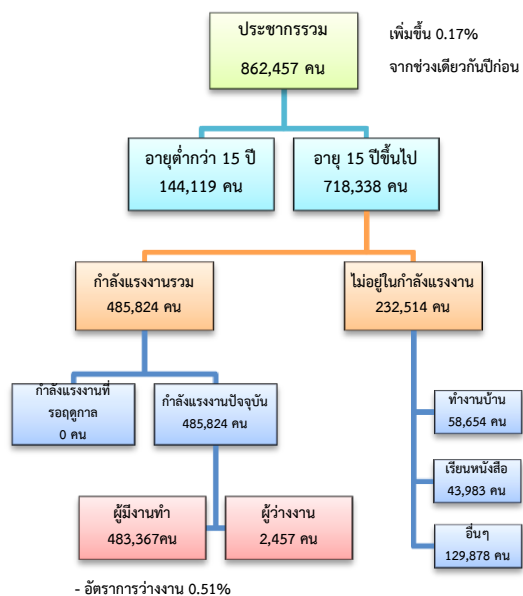 ประชากรรวม
862,457 คน
เพิ่มขึ้น 0.17%
จากช่วงเดียวกันปีก่อน
อายุต่ำกว่า 15 ปี
144,119 คน
อายุ 15 ปีขึ้นไป
718,338 คน
กำลังแรงงานรวม
485,824 คน
ไม่อยู่ในกำลังแรงงาน
232,514 คน
กำลังแรงงานที่
รอฤดูกาล
0 คน
กำลังแรงงานปัจจุบัน
485,824 คน
ทำงานบ้าน
58,654 คน
เรียนหนังสือ
43,983 คน
อื่นๆ
129,878 คน
ผู้มีงานทำ
483,367คน
ผู้ว่างงาน
2,457 คน
- อัตราการว่างงาน 0.51%